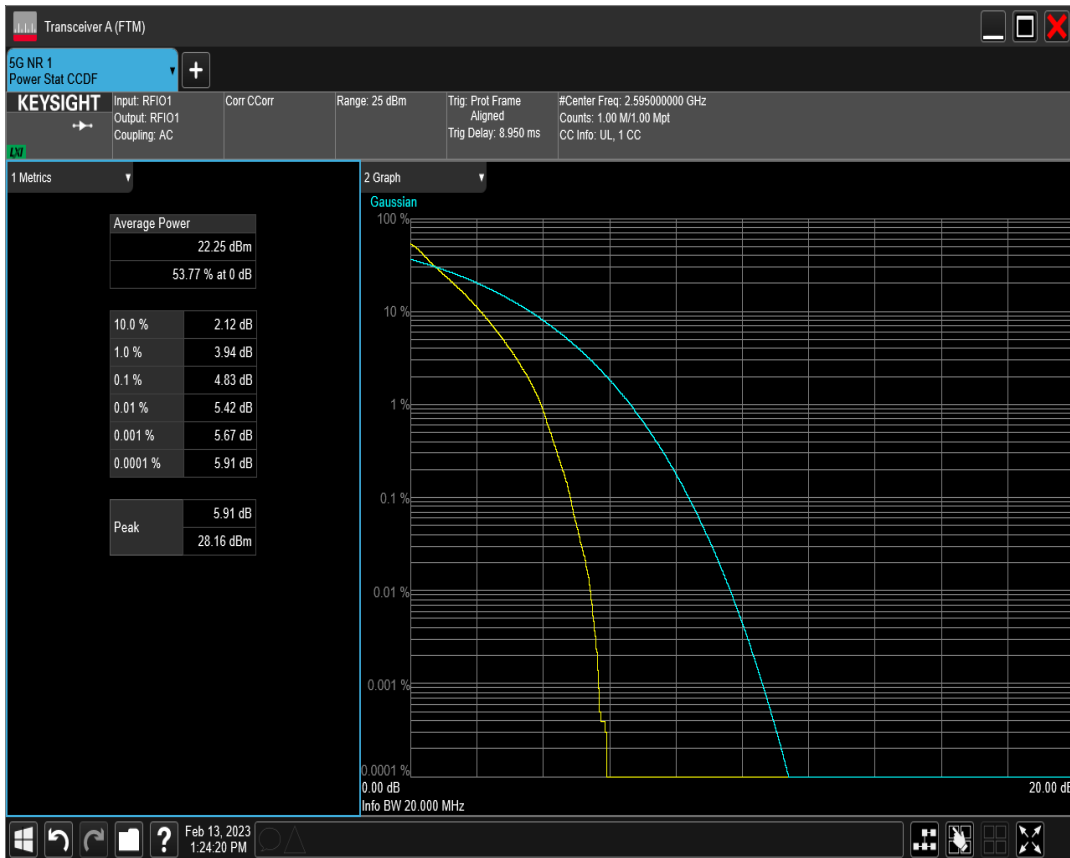 Transceiver A (FTM)
5G NR 1
Power Stat CCDF
+
KEYSIGHT
LXI
Input: RFIO1
Output: RFIO1
Coupling: AC
Corr CCorr
Range: 25 dBm
Trig: Prot Frame
Aligned
Trig Delay: 8.950 ms
#Center Freq: 2.595000000 GHz
Counts: 1.00 M/1.00 Mpt
CC Info: UL, 1 CC
1 Metrics
Average Power
22.25 dBm
53.77 % at 0 dB
10.0 % 2.12 dB
1.0 % 3.94 dB
0.1 % 4.83 dB
0.01 % 5.42 dB
0.001 % 5.67 dB
0.0001 % 5.91 dB
Peak
5.91 dB
28.16 dBm
2 Graph
Gaussian
100 %
10 %
1 %
0.1 %
0.01 %
0.001 %
0.0001 %
0.00 dB 20.00 dB
Info BW 20.000 MHz
?
Feb 13, 2023
1:24:20 PM